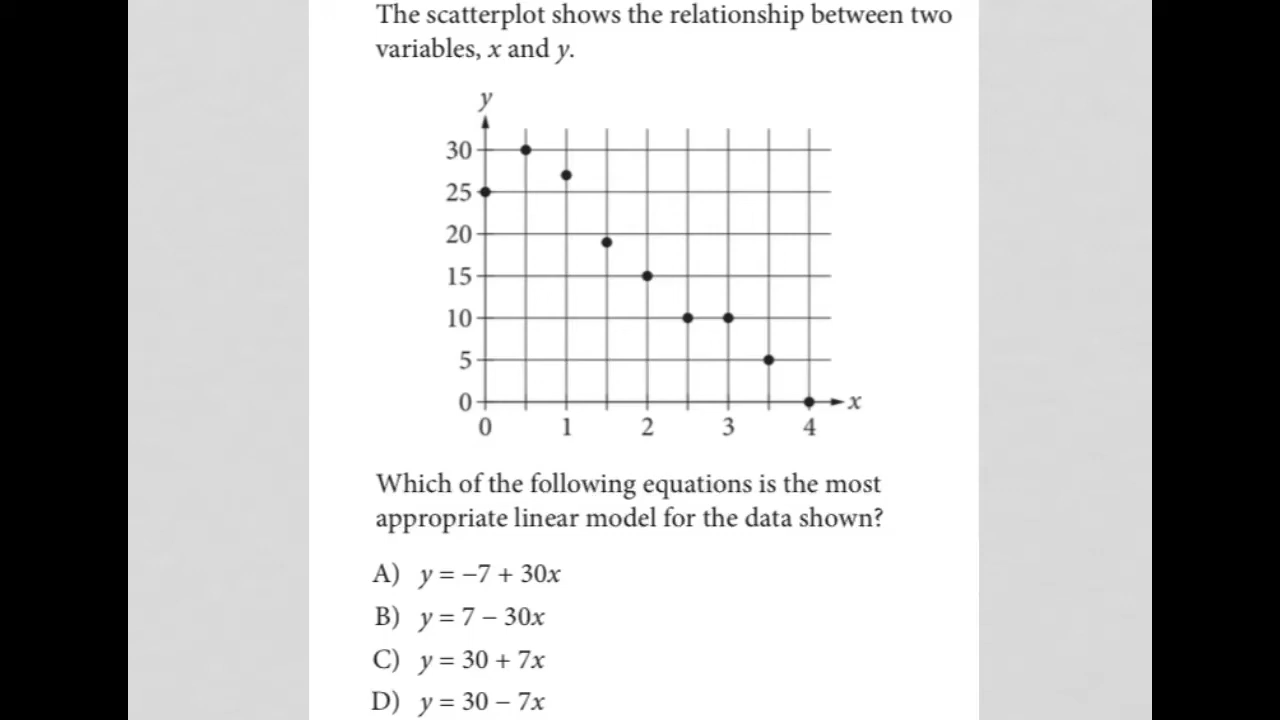 The scatterplot shows the relationship between two
variables, x and y.
y
30
25
20
15
10
5
0
0 1 2 3 4
x
Which of the following equations is the most
appropriate linear model for the data shown?
A) y = −7 + 30x
B) y = 7 − 30x
C) y = 30 + 7x
D) y = 30 − 7x